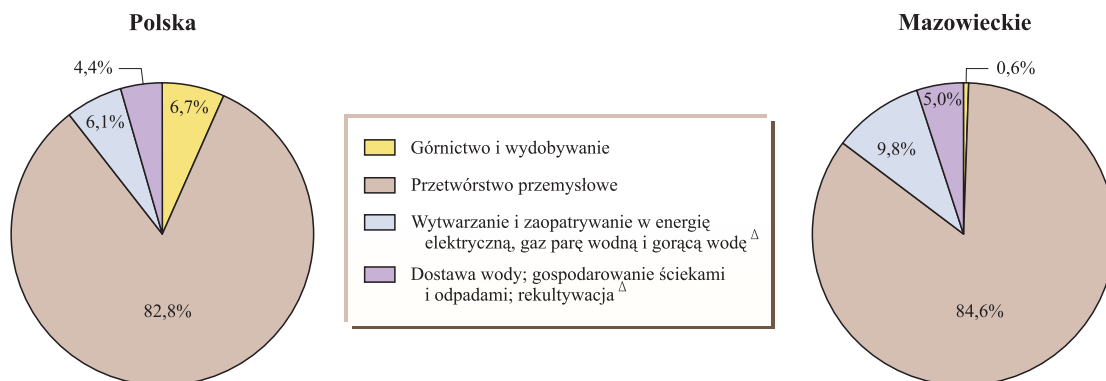 Polska
4,4%
6,7%
6,1%
82,8%
Górnictwo i wydobywanie
Przetwórstwo przemysłowe
Wytwarzanie i zaopatrywanie w energię
elektryczną, gaz parę wodną i gorącą wodę Δ
Dostawa wody; gospodarowanie ściekami
i odpadami; rekultywacja Δ
Mazowieckie
0,6%
5,0%
9,8%
84,6%